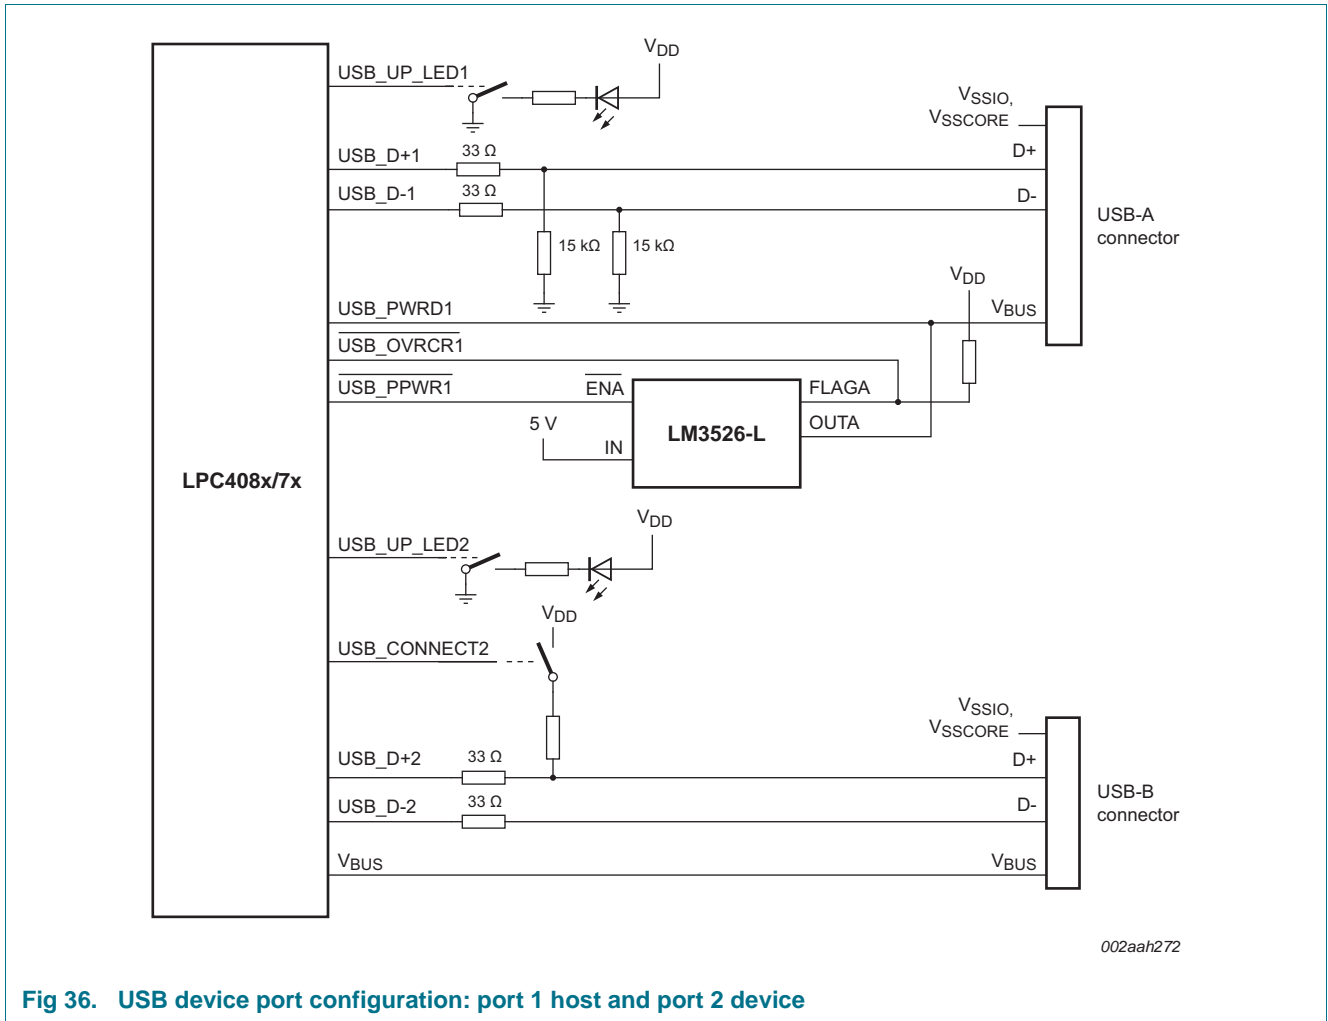 USB_UP_LED1
VDD
VSSIO,
VSSCORE
USB_D+1
33 Ω
D+
USB_D-1
33 Ω
D-
USB-A
connector
15 kΩ
15 kΩ
VDD
USB_PWRD1
VBUS
USB_OVRCR1
USB_PPWR1
ENA
FLAGA
5 V
IN
LM3526-L
OUTA
LPC408x/7x
VDD
USB_UP_LED2
VDD
USB_CONNECT2
VSSIO,
VSSCORE
USB_D+2
33 Ω
D+
USB_D-2
33 Ω
D-
USB-B
connector
VBUS
VBUS
002aah272
Fig 36. USB device port configuration: port 1 host and port 2 device